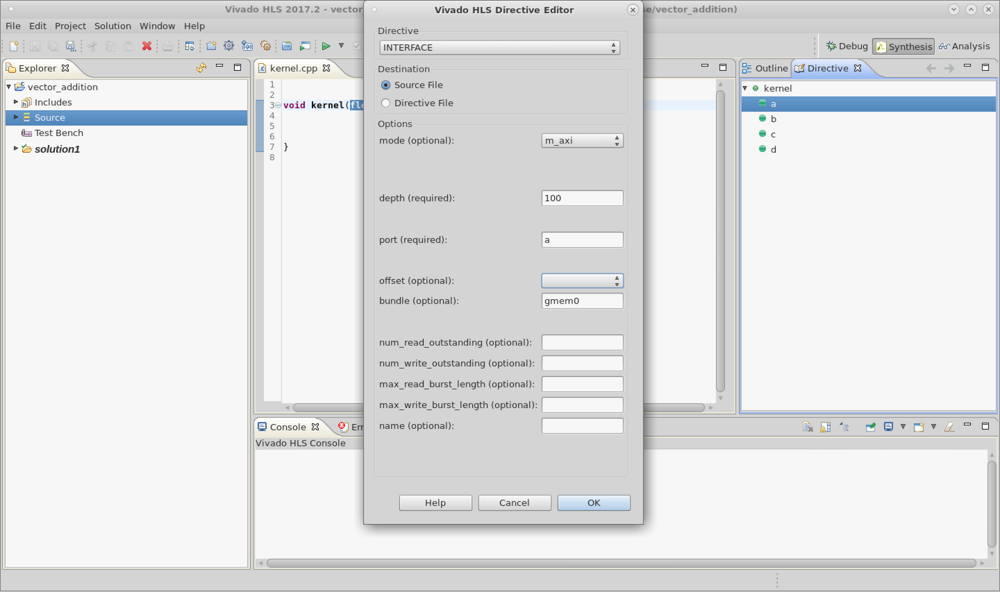 Vivado HLS 2017.2 - vector_
se/vector_addition)
File Edit Project Solution Window Help
Debug Synthesis Analysis
Explorer
vector_addition
Includes
Source
Test Bench
solution1
kernel.cpp
1
2
3 void kernel(flo
4
5
6
7 }
8
Vivado HLS Directive Editor
Directive
INTERFACE
Destination
Source File
Directive File
Options
mode (optional): m_axi
depth (required): 100
port (required): a
offset (optional):
bundle (optional): gmem0
num_read_outstanding (optional):
num_write_outstanding (optional):
max_read_burst_length (optional):
max_write_burst_length (optional):
name (optional):
Help Cancel OK
Outline Directive
kernel
a
b
c
d
Console Err
Vivado HLS Console